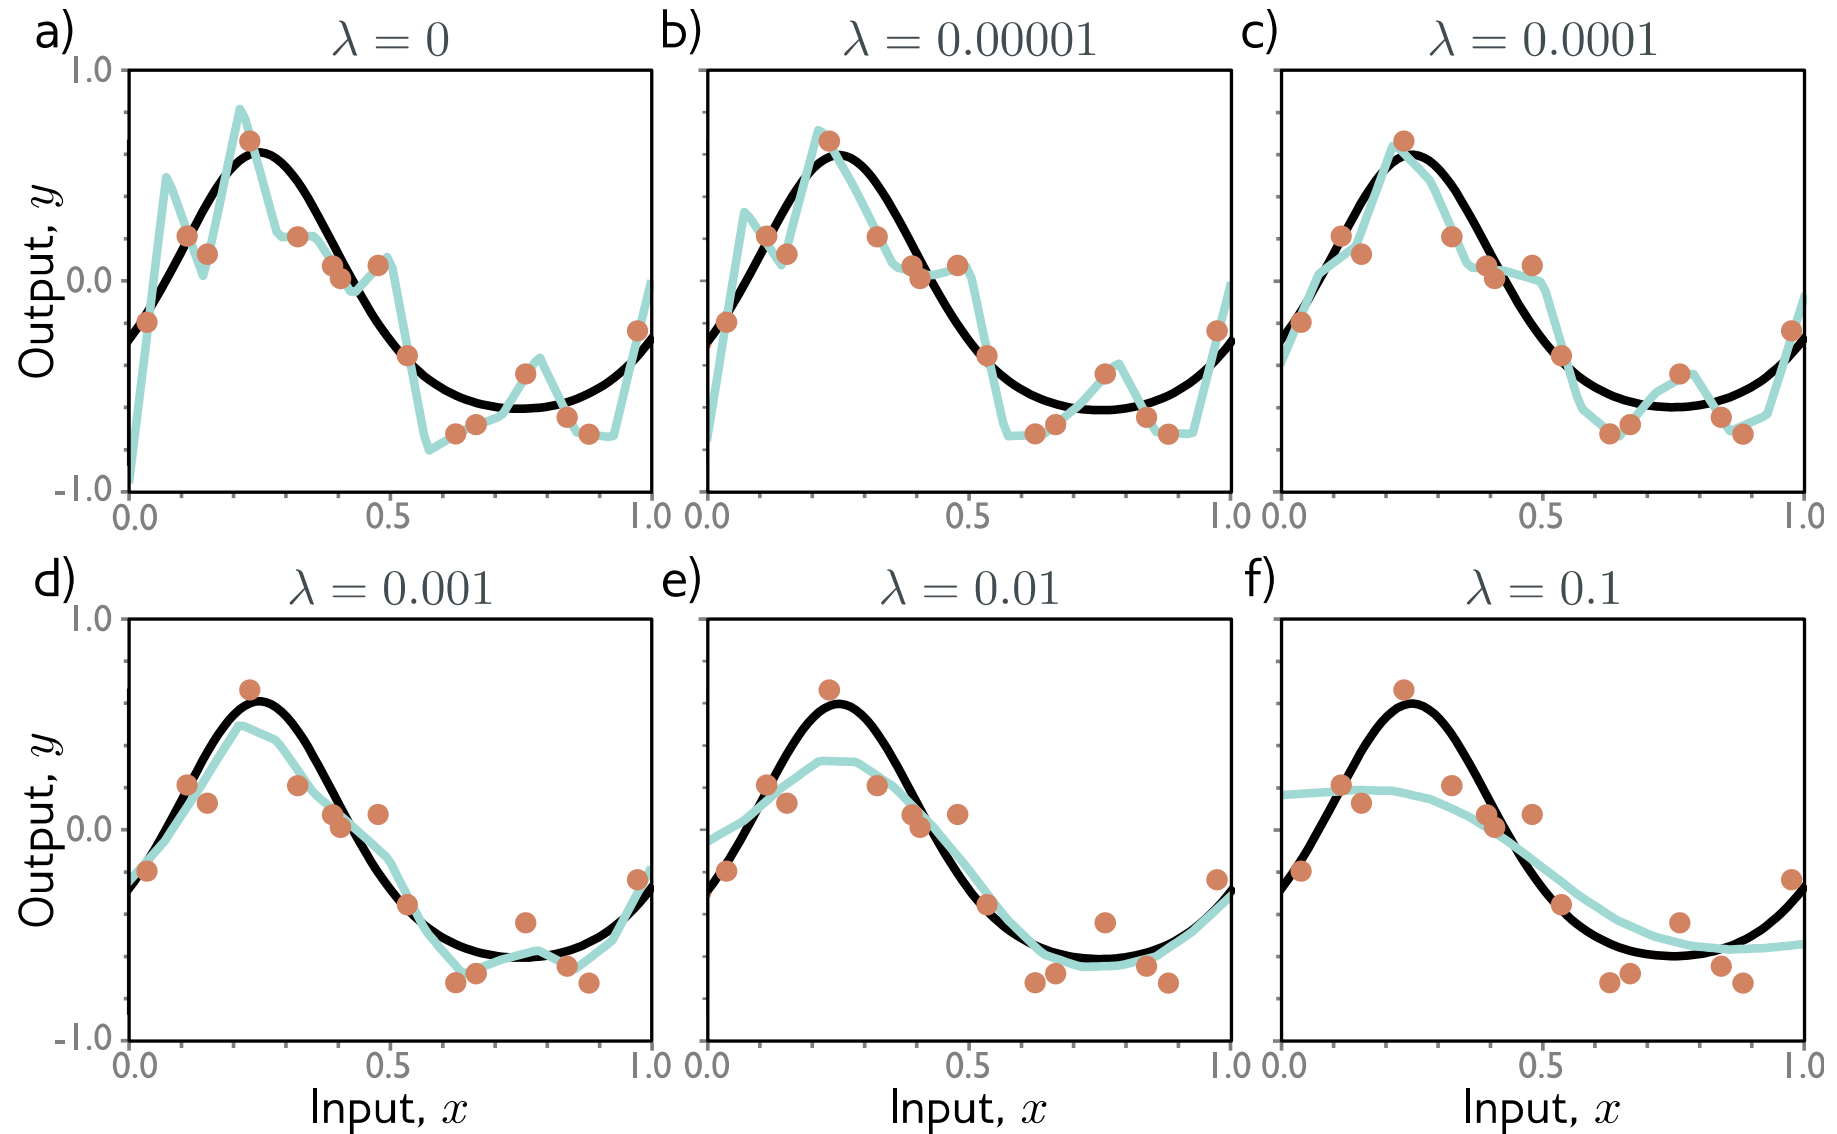 a) λ = 0
b) λ = 0.00001
c) λ = 0.0001
1.0
0.0
-1.0
Output, y
0.0 0.5 1.0
0.0 0.5 1.0
0.0 0.5 1.0
d) λ = 0.001
e) λ = 0.01
f) λ = 0.1
1.0
0.0
-1.0
Output, y
0.0 0.5 1.0
0.0 0.5 1.0
0.0 0.5 1.0
Input, x
Input, x
Input, x